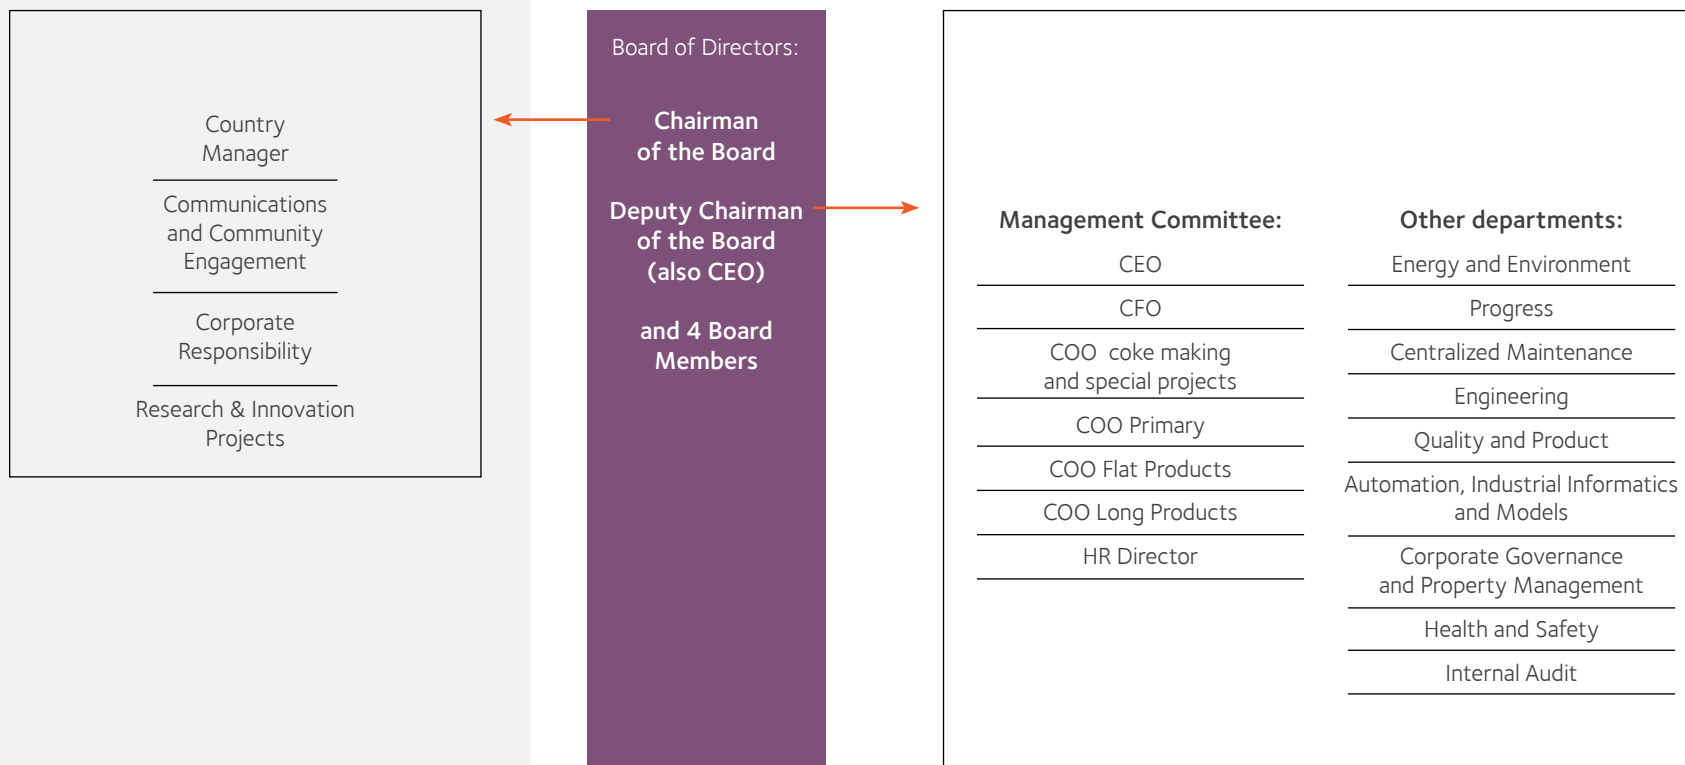 Country
Manager
Communications
and Community
Engagement
Corporate
Responsibility
Research & Innovation
Projects
Board of Directors:
Chairman
of the Board
Deputy Chairman
of the Board
(also CEO)
and 4 Board
Members
Management Committee:
CEO
CFO
COO coke making
and special projects
COO Primary
COO Flat Products
COO Long Products
HR Director
Other departments:
Energy and Environment
Progress
Centralized Maintenance
Engineering
Quality and Product
Automation, Industrial Informatics
and Models
Corporate Governance
and Property Management
Health and Safety
Internal Audit